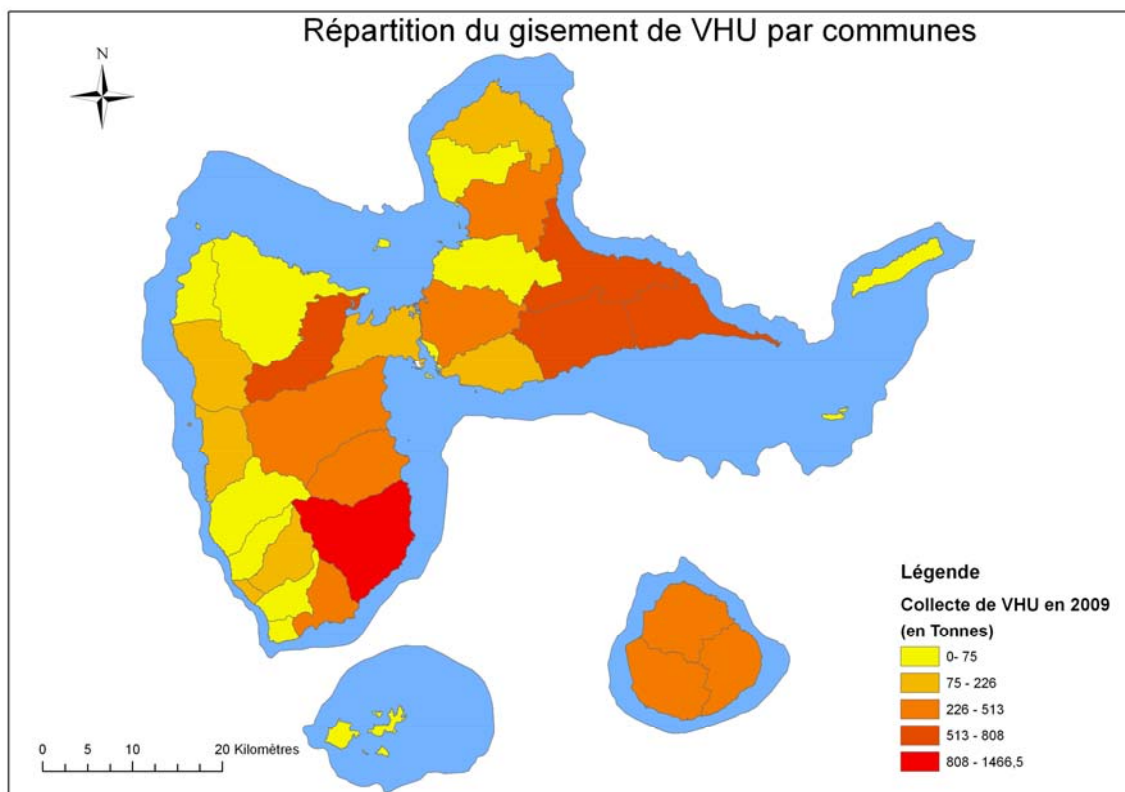 Répartition du gisement de VHU par communes
N
Légende
Collecte de VHU en 2009
(en Tonnes)
0- 75
75 - 226
226 - 513
513 - 808
808 - 1466,5
0 5 10 20 Kilomètres